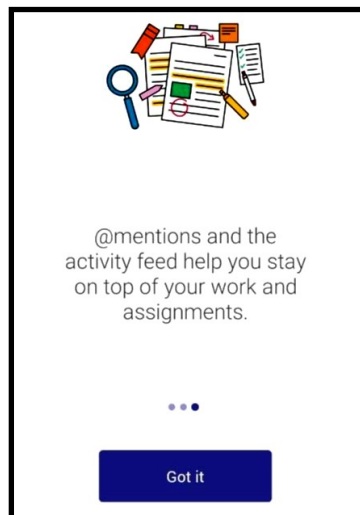 @mentions and the
activity feed help you stay
on top of your work and
assignments.
Got it